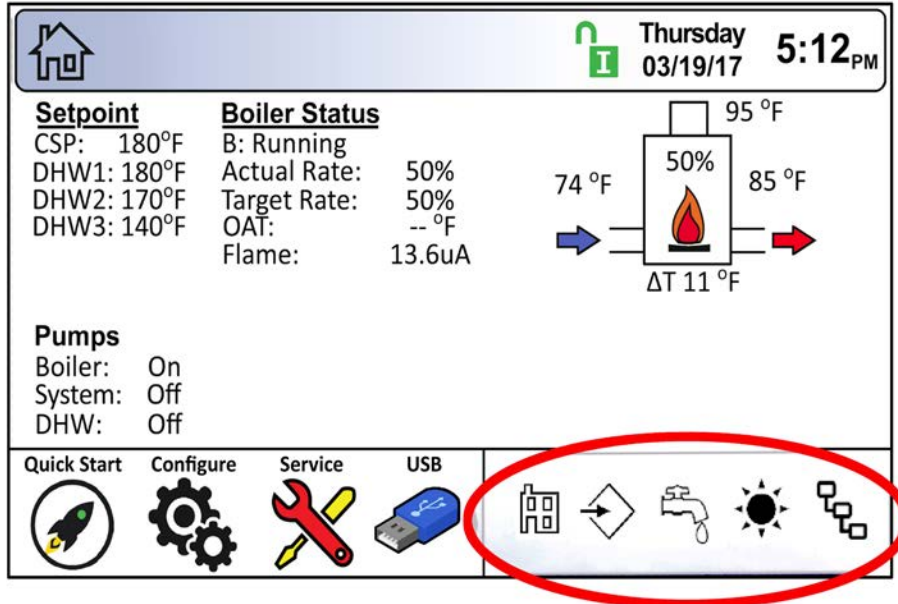 I
Thursday
03/19/17
5:12PM
Setpoint
CSP: 180°F
DHW1: 180°F
DHW2: 170°F
DHW3: 140°F
Boiler Status
B: Running
Actual Rate: 50%
Target Rate: 50%
OAT: -- °F
Flame: 13.6uA
95 °F
50%
74 °F
85 °F
ΔT 11 °F
Pumps
Boiler: On
System: Off
DHW: Off
Quick Start
Configure
Service
USB